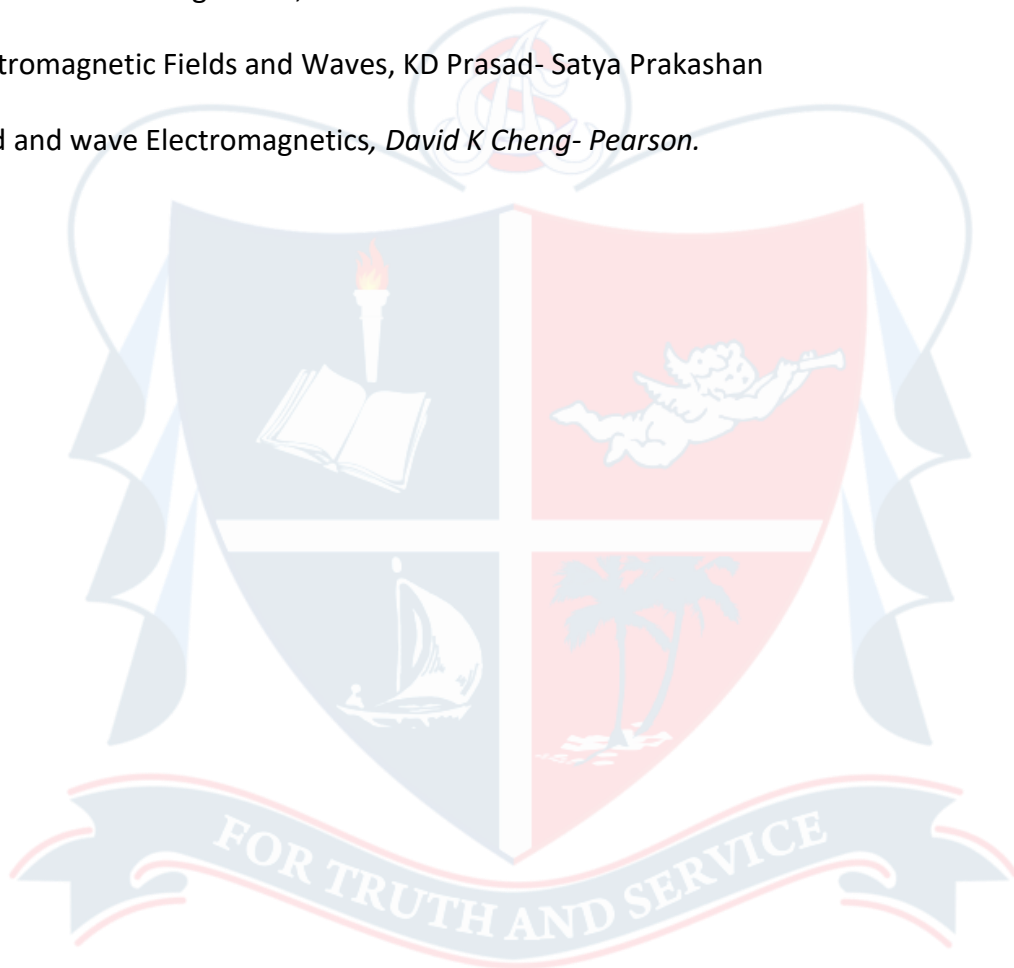 tromagnetic Fields and Waves, KD Prasad- Satya Prakashan
d and wave Electromagnetics, David K Cheng- Pearson.
FOR TRUTH AND SERVICE